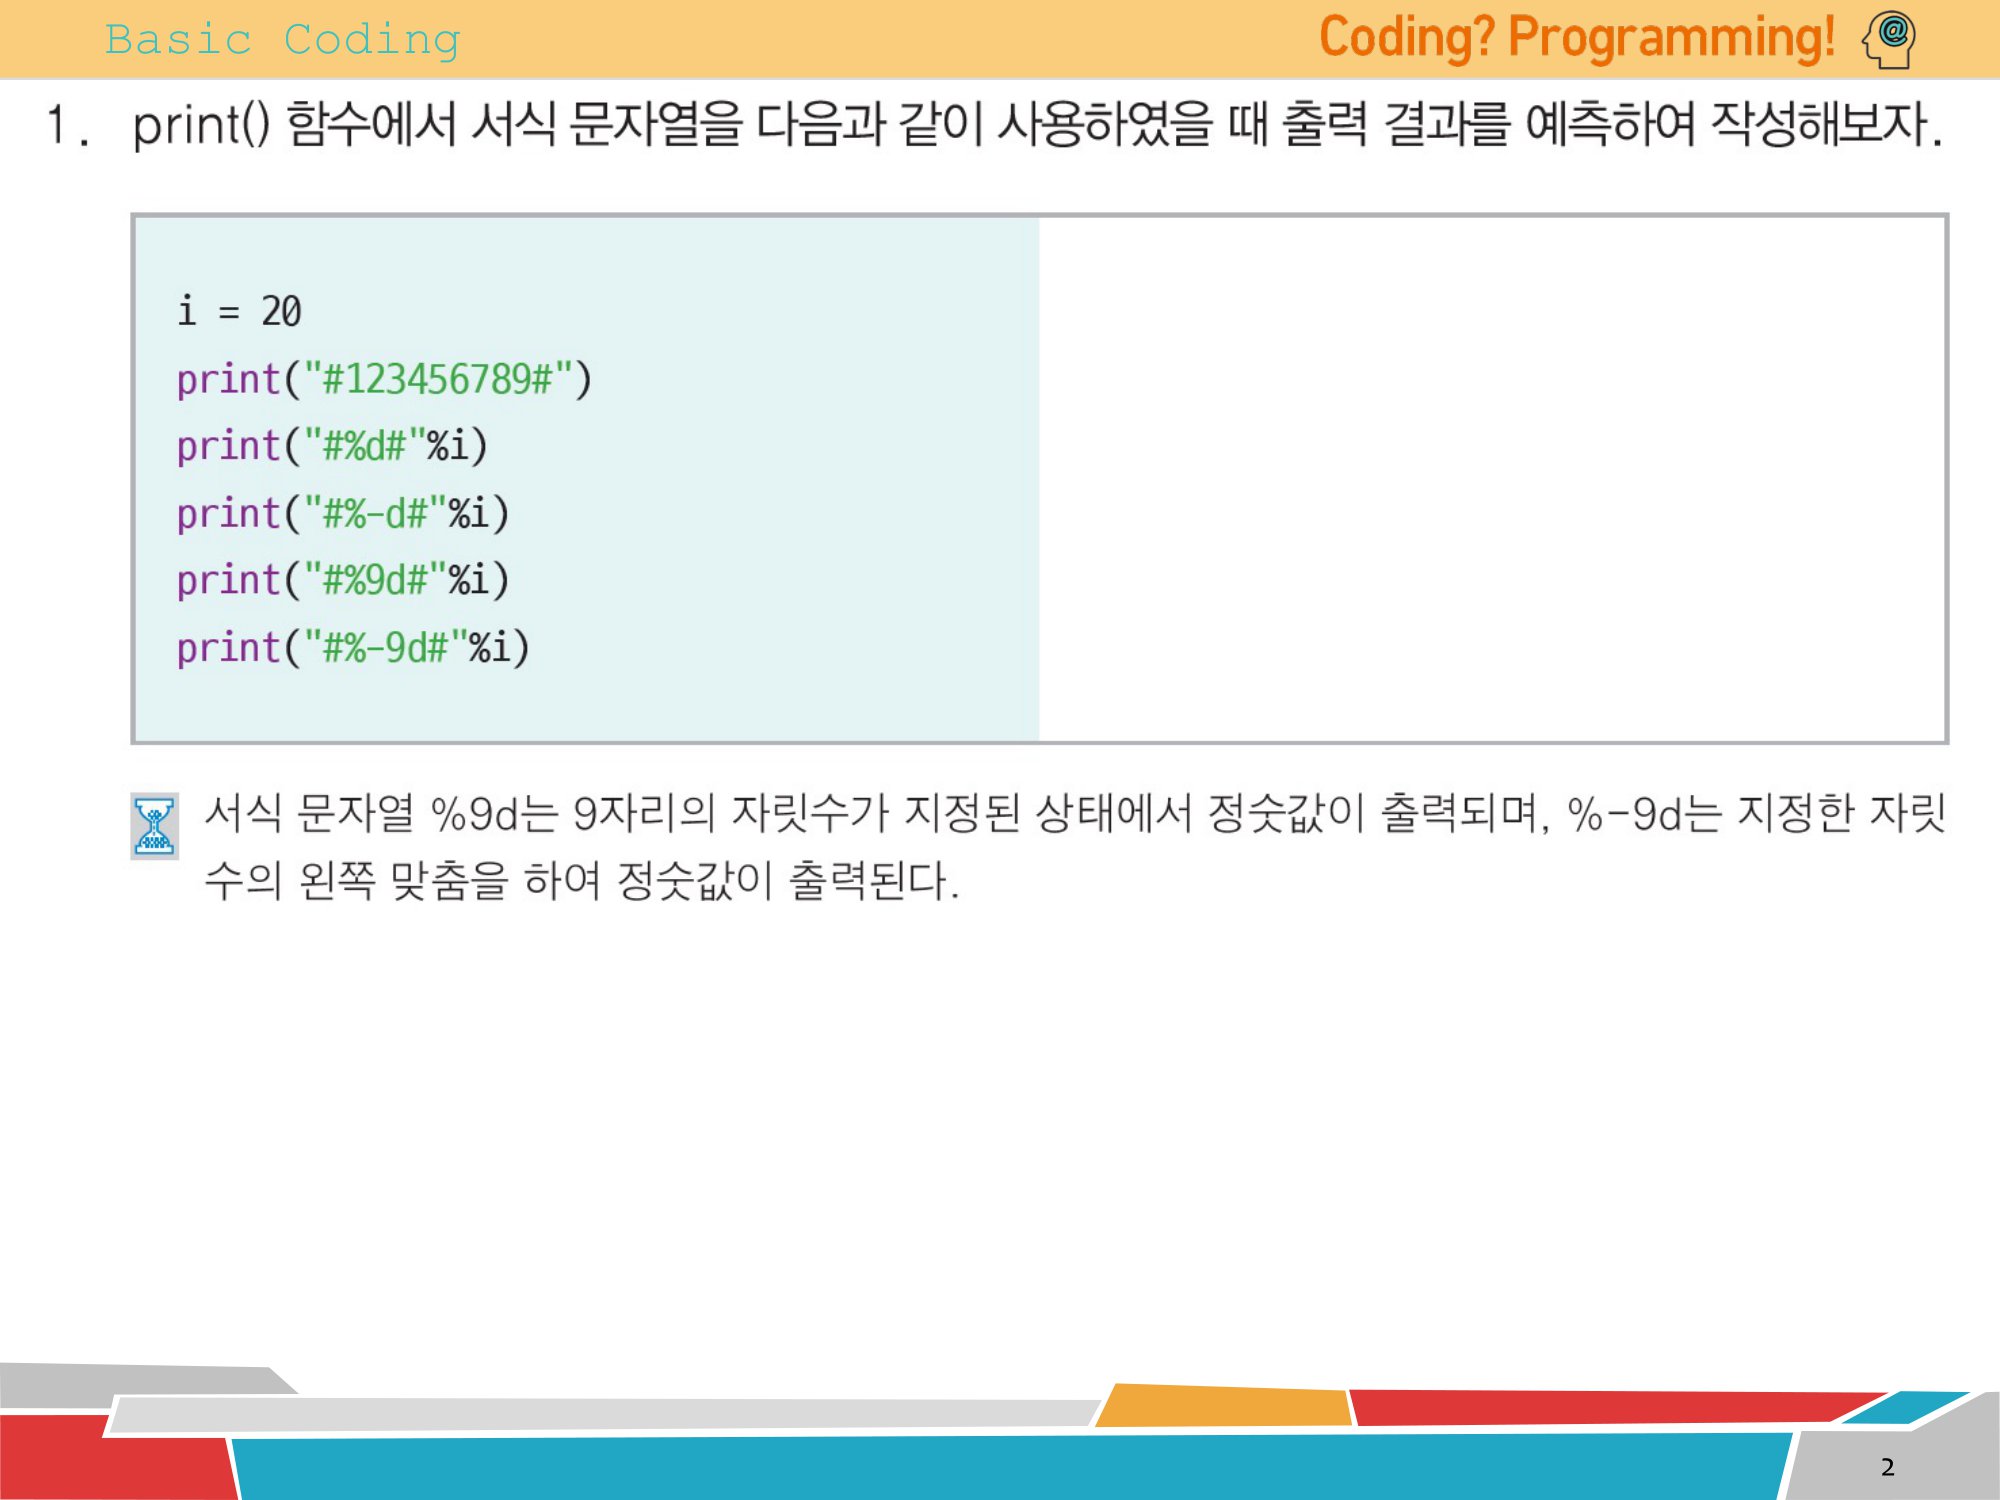 Basic Coding
Coding? Programming!
1. print() 함수에서 서식 문자열을 다음과 같이 사용하였을 때 출력 결과를 예측하여 작성해보자.
i = 20
print("#123456789#")
print("#%d#"%i)
print("#%-d#"%i)
print("#%9d#"%i)
print("#%-9d#"%i)
서식 문자열 %9d는 9자리의 자릿수가 지정된 상태에서 정숫값이 출력되며, %-9d는 지정한 자릿
수의 왼쪽 맞춤을 하여 정숫값이 출력된다.
2